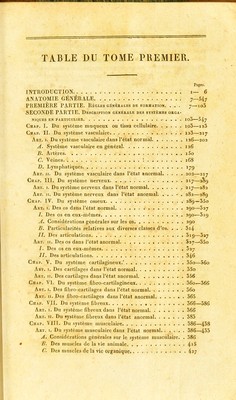 TABLE DU TOME PREMIER.
Pages.
INTRODUCTION. 1— 6
ANATOMIE GÉNÉRALE. 7—547
PREMIÈRE PARTIE. RÈGLES GÉNÉRALES DE FORMATION. 7—103
SECONDE PARTIE. DESCRIPTION GÉNÉRALE DES SYSTÈMES ORGANIQUES EN PARTICULIER. 103—547
CHAP. I. Du système muqueux ou tissu cellulaire. 103—123
CHAP. II. Du système vasculaire. 123—217
ART. I. Du système vasculaire dans l'état normal. 126—202
A. Système vasculaire en général. 126
B. Artères. 150
C. Veines. 168
D. Lymphatiques. 179
ART. II. Du système vasculaire dans l'état anormal. 202—217
CHAP. III. Du système nerveux. 217—289
ART. I. Du système nerveux dans l'état normal. 217—282
ART. II. Du système nerveux dans l'état anormal. 282—289
CHAP. IV. Du système osseux. 289—350
ART. I. Des os dans l'état normal. 290—327
I. Des os en eux-mêmes. 290—319
A. Considérations générales sur les os. 290
B. Particularités relatives aux diverses classes d'os. 314
II. Des articulations. 319—327
ART. II. Des os dans l'état anormal. 327—350
I. Des os en eux-mêmes. 327
II. Des articulations. 346
CHAP. V. Du système cartilagineux. 350—360
ART. I. Des cartilages dans l'état normal. 350
ART. II. Des cartilages dans l'état anormal. 356
CHAP. VI. Du système fibro-cartilagineux. 360—366
ART. I. Des fibro-cartilages dans l'état normal. 360
ART. II. Des fibro-cartilages dans l'état anormal. 365
CHAP. VII. Du système fibreux. 366—386
ART. I. Du système fibreux dans l'état normal. 366
ART. II. Du système fibreux dans l'état anormal. 383
CHAP. VIII. Du système musculaire. 386—438
ART. I. Du système musculaire dans l'état normal. 386—433
A. Considérations générales sur le système musculaire. 386
B. Des muscles de la vie animale. 415
C. Des muscles de la vie organique. 427